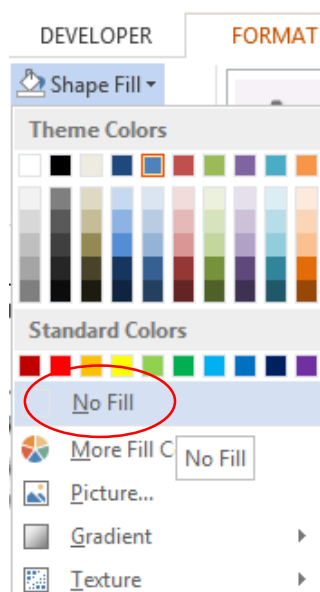 DEVELOPER FORMAT
Shape Fill
Theme Colors
Standard Colors
No Fill
More Fill C
No Fill
Picture...
Gradient
Texture